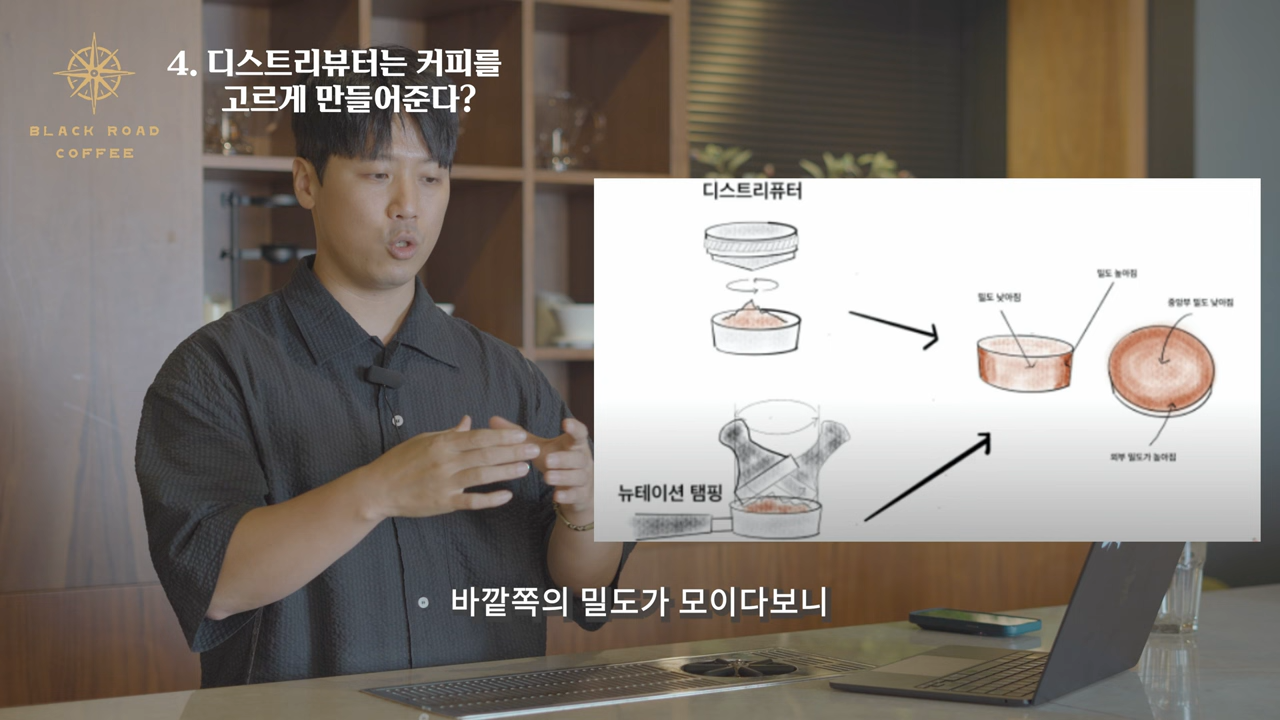 BLACK ROAD
COFFEE
4. 디스트리뷰터는 커피를
고르게 만들어준다?
디스트리퓨터
밀도 높아짐
밀도 낮아짐
중앙부 밀도 낮아짐
외부 밀도가 높아짐
뉴테이션 탬핑
바깥쪽의 밀도가 모이다보니